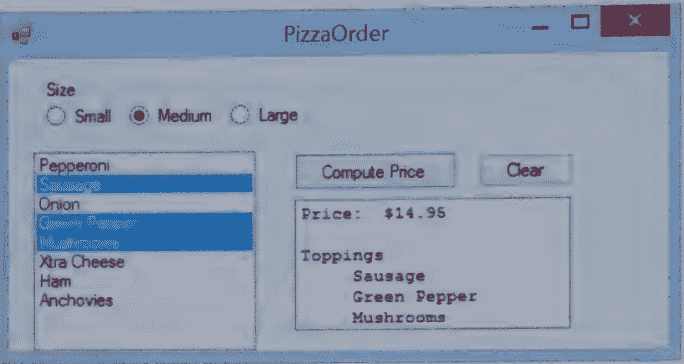 PizzaOrder
Size
Small Medium Large
Pepperoni
Sausage
Onion
Green Pepper
Mushrooms
Xtra Cheese
Ham
Anchovies
Compute Price Clear
Price: $14.95
Toppings
Sausage
Green Pepper
Mushrooms